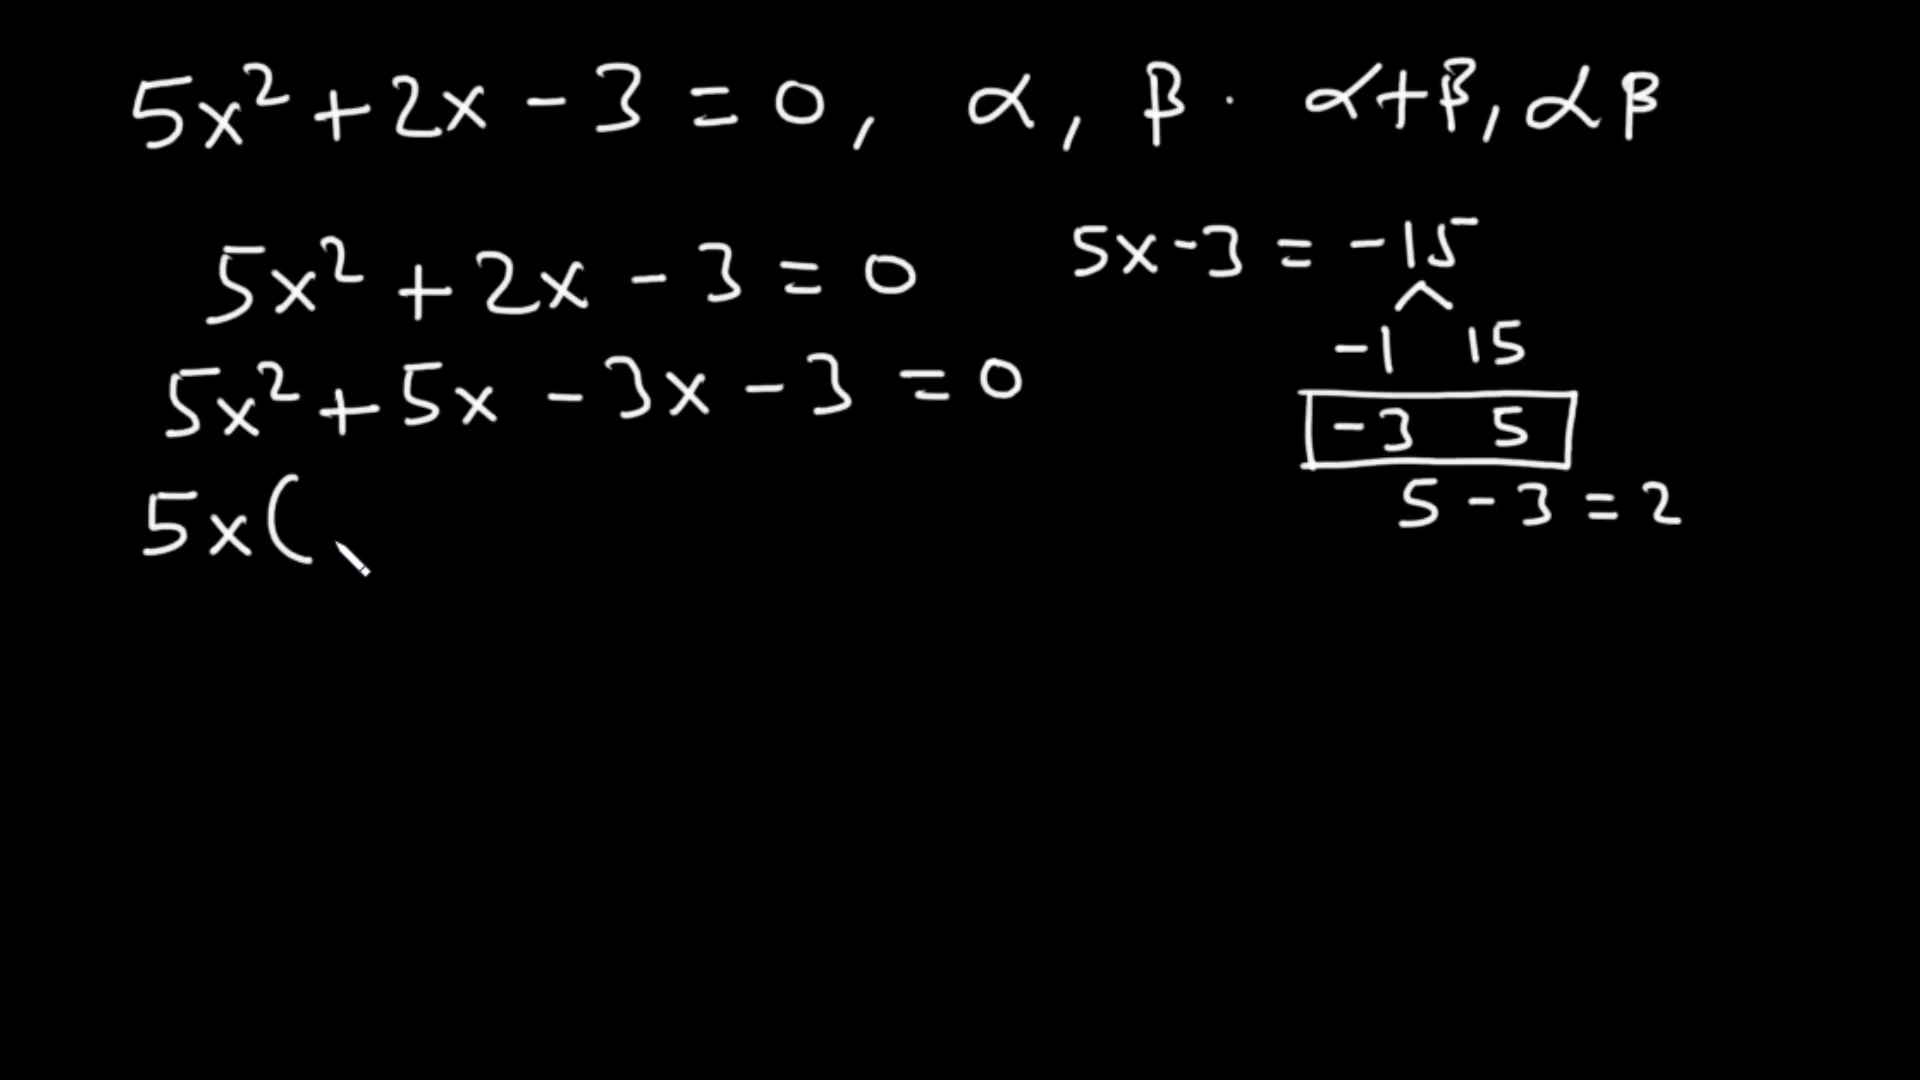 5x² + 2x - 3 = 0, α, β. α+β, αβ
5x² + 2x - 3 = 0
5x² + 5x - 3x - 3 = 0
5x(
5x-3 = -15
-1 15
-3 5
5 - 3 = 2